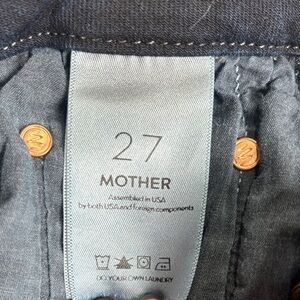 27
MOTHER
Assembled in USA
by both USA and foreign components
DO YOUR OWN LAUNDRY